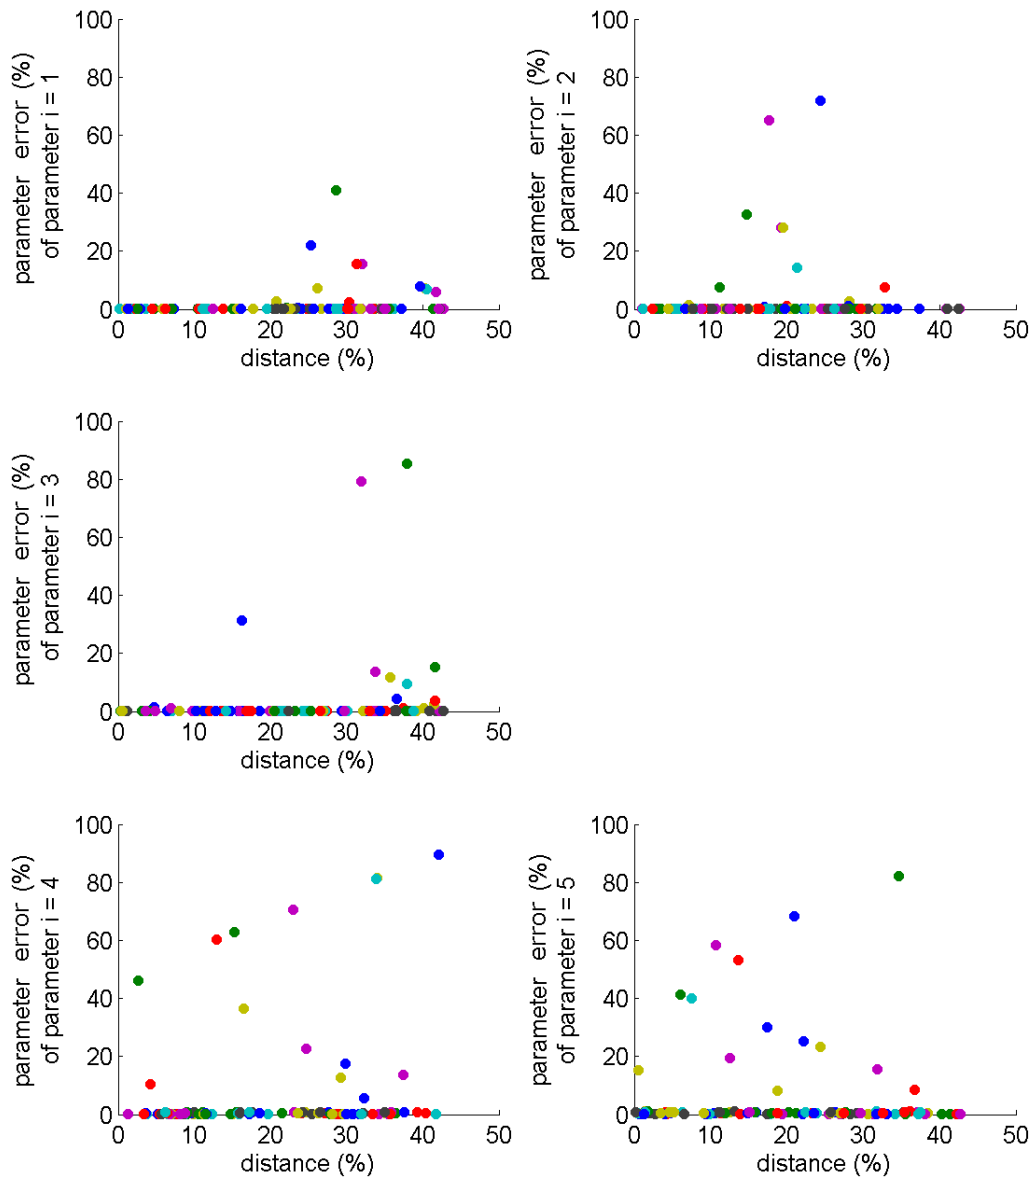 100
80
60
40
20
0
parameter error (%)
of parameter i = 1
0 10 20 30 40 50
distance (%)
100
80
60
40
20
0
parameter error (%)
of parameter i = 2
0 10 20 30 40 50
distance (%)
100
80
60
40
20
0
parameter error (%)
of parameter i = 3
0 10 20 30 40 50
distance (%)
100
80
60
40
20
0
parameter error (%)
of parameter i = 4
0 10 20 30 40 50
distance (%)
100
80
60
40
20
0
parameter error (%)
of parameter i = 5
0 10 20 30 40 50
distance (%)